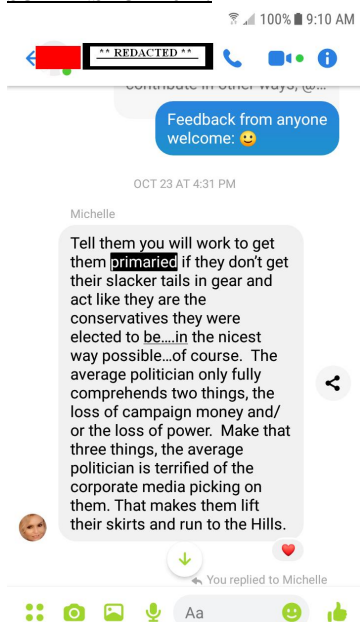 100% 9:10 AM
** REDACTED **
contribute in other ways, @...
Feedback from anyone
welcome: 🙂
OCT 23 AT 4:31 PM
Michelle
Tell them you will work to get
them primaried if they don't get
their slacker tails in gear and
act like they are the
conservatives they were
elected to be....in the nicest
way possible...of course.  The
average politician only fully
comprehends two things, the
loss of campaign money and/
or the loss of power.  Make that
three things, the average
politician is terrified of the
corporate media picking on
them. That makes them lift
their skirts and run to the Hills.
You replied to Michelle
Aa